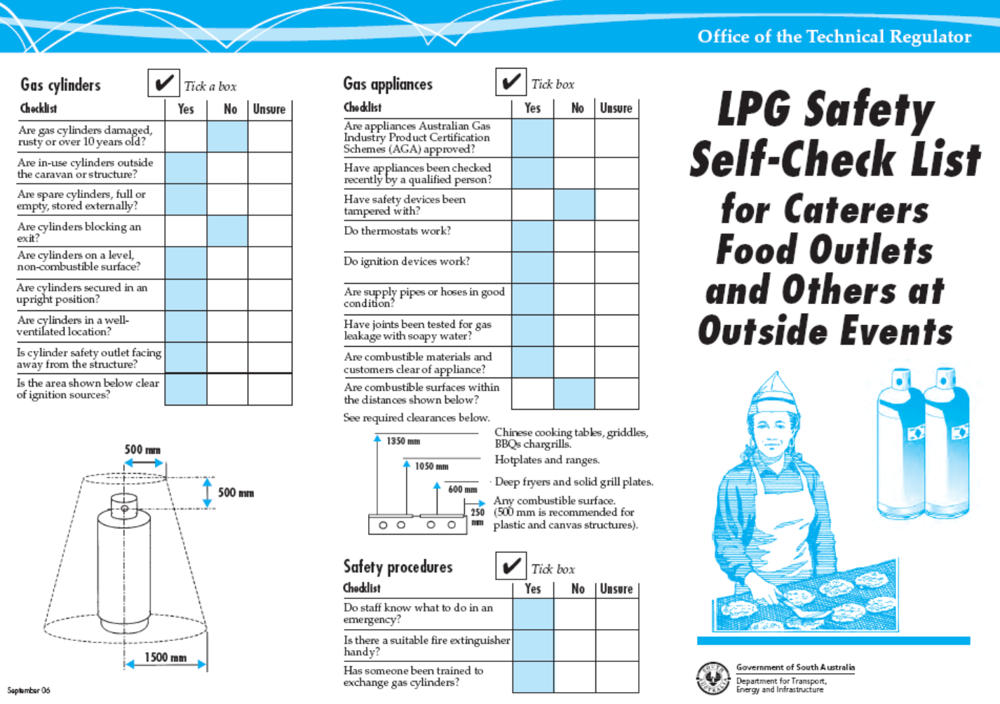 Office of the Technical Regulator
Gas cylinders
✔ Tick a box
Checklist Yes No Unsure
Are gas cylinders damaged,
rusty or over 10 years old?
Are in-use cylinders outside
the caravan or structure?
Are spare cylinders, full or
empty, stored externally?
Are cylinders blocking an
exit?
Are cylinders on a level,
non-combustible surface?
Are cylinders secured in an
upright position?
Are cylinders in a well-
ventilated location?
Is cylinder safety outlet facing
away from the structure?
Is the area shown below clear
of ignition sources?
500 mm
500 mm
1500 mm
September 06
Gas appliances
✔ Tick box
Checklist Yes No Unsure
Are appliances Australian Gas
Industry Product Certification
Schemes (AGA) approved?
Have appliances been checked
recently by a qualified person?
Have safety devices been
tampered with?
Do thermostats work?
Do ignition devices work?
Are supply pipes or hoses in good
condition?
Have joints been tested for gas
leakage with soapy water?
Are combustible materials and
customers clear of appliance?
Are combustible surfaces within
the distances shown below?
See required clearances below.
1350 mm
Chinese cooking tables, griddles,
BBQs chargrills.
1050 mm
Hotplates and ranges.
600 mm
Deep fryers and solid grill plates.
250
mm
Any combustible surface.
(500 mm is recommended for
plastic and canvas structures).
Safety procedures
✔ Tick box
Checklist Yes No Unsure
Do staff know what to do in an
emergency?
Is there a suitable fire extinguisher
handy?
Has someone been trained to
exchange gas cylinders?
LPG Safety
Self-Check List
for Caterers
Food Outlets
and Others at
Outside Events
SOUTH AUSTRALIA
Government of South Australia
Department for Transport,
Energy and Infrastructure